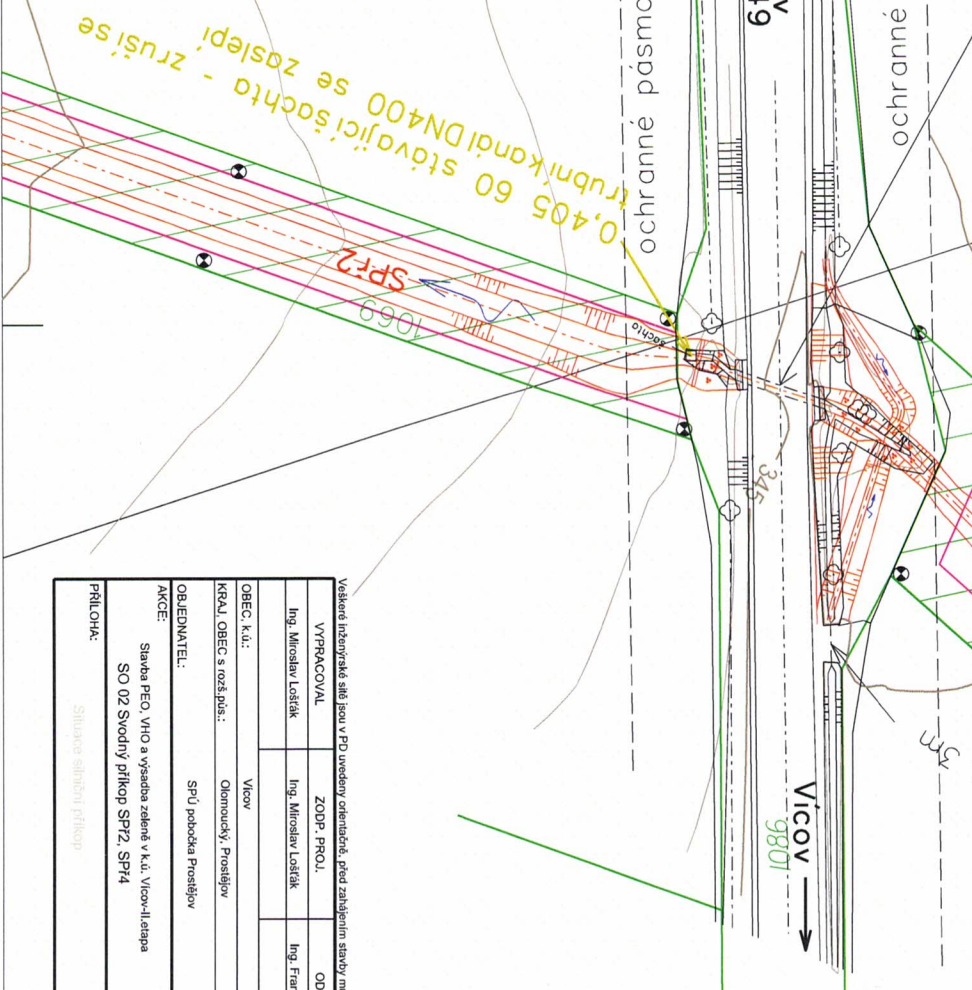 0,405 60 stávající šachta - zruší se
trubní kanál DN400 se zaslepí
ochranné pásmo
ochranné
SPř2
1069
šachta
345
3m
Vícov
1086
Veškeré inženýrské sítě jsou v PD uvedeny orientačně, před zahájením stavby
VYPRACOVAL
ZODP. PROJ.
Ing. Miroslav Lošťák
Ing. Miroslav Lošťák
Ing.
OBEC, k.ú.:
Vícov
KRAJ, OBEC s rozš.půs.:
Olomoucký, Prostějov
OBJEDNATEL:
SPÚ pobočka Prostějov
AKCE:
Stavba PEO, VHO a výsadba zeleně v k.ú. Vícov-II.etapa
SO 02 Svodný příkop SPř2, SPř4
PŘÍLOHA:
Situace silniční příkop